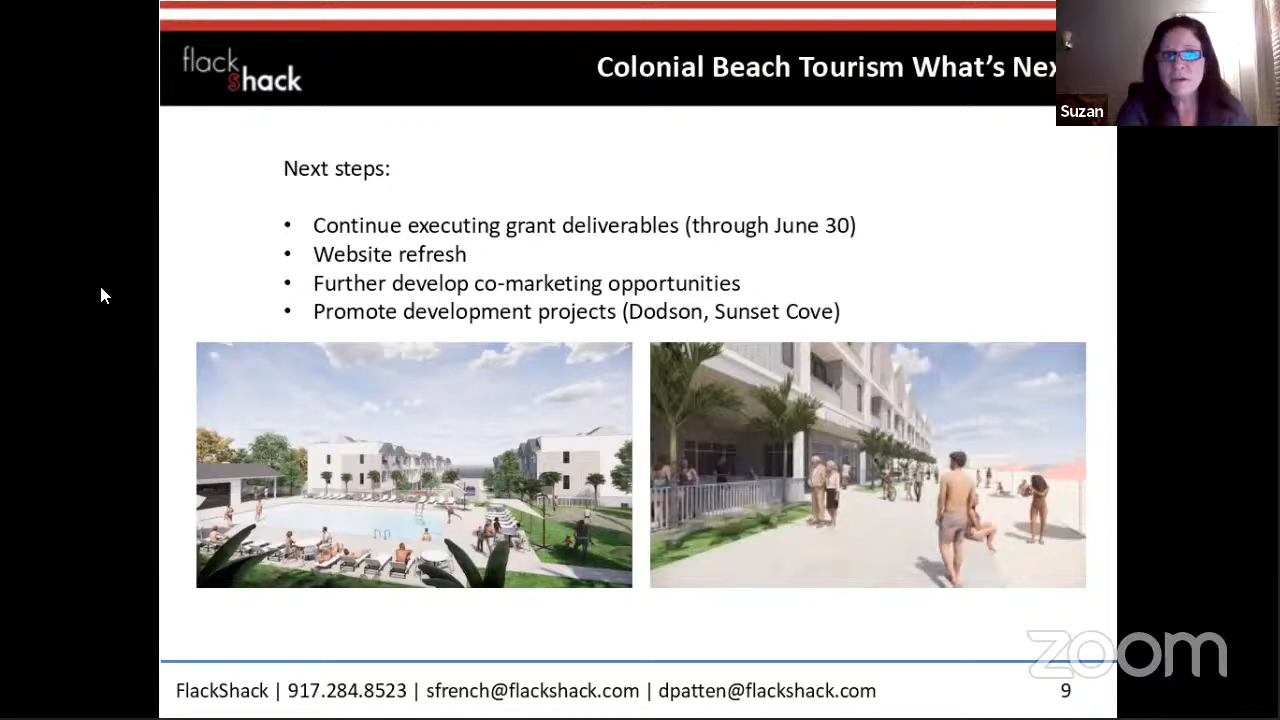 flack
shack
Colonial Beach Tourism What's Nex
Suzan
Next steps:
• Continue executing grant deliverables (through June 30)
• Website refresh
• Further develop co-marketing opportunities
• Promote development projects (Dodson, Sunset Cove)
zoom
FlackShack | 917.284.8523 | sfrench@flackshack.com | dpatten@flackshack.com
9